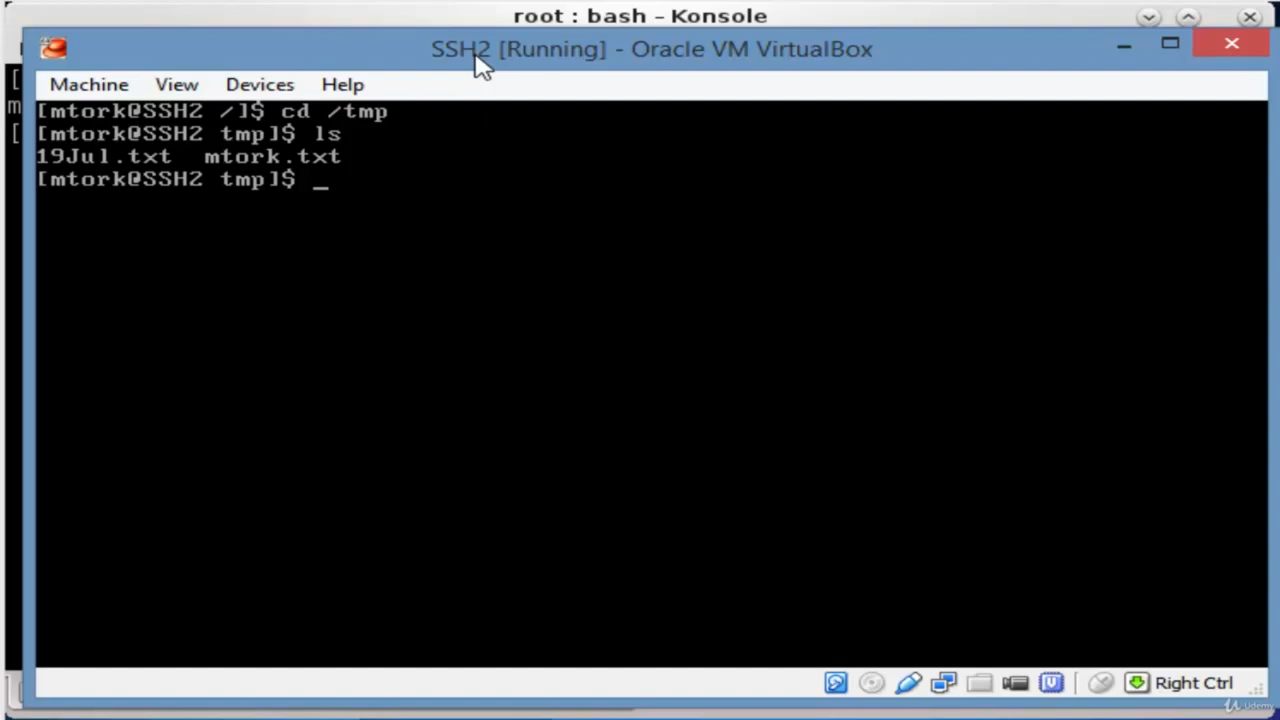 root : bash – Konsole
SSH2 [Running] - Oracle VM VirtualBox
Machine View Devices Help
[mtork@SSH2 /]$ cd /tmp
[mtork@SSH2 tmp]$ ls
19Jul.txt  mtork.txt
[mtork@SSH2 tmp]$ _
Right Ctrl
Udemy